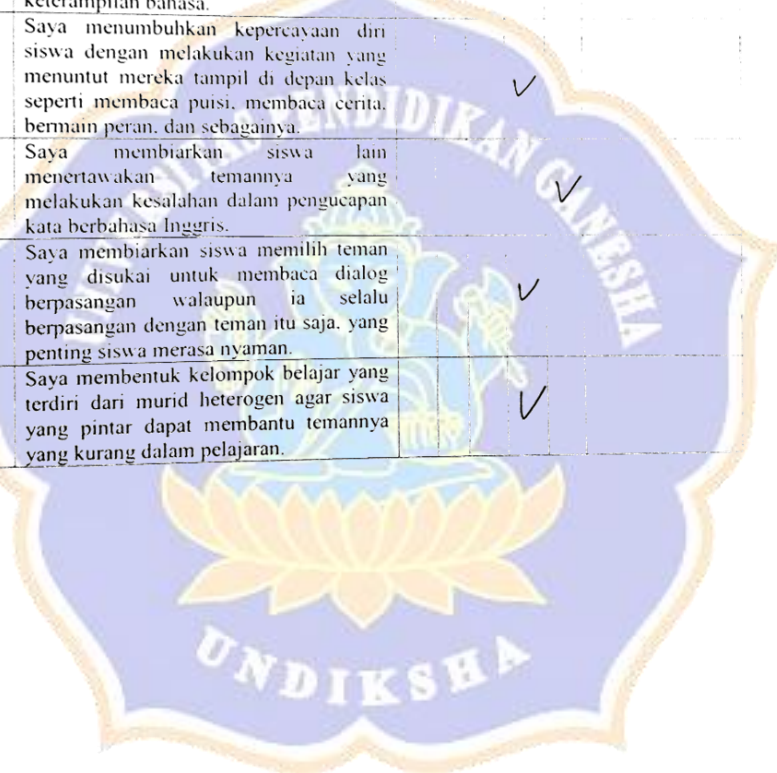 keterampilan bahasa.
Saya menumbuhkan kepercayaan diri
siswa dengan melakukan kegiatan yang
menuntut mereka tampil di depan kelas
seperti membaca puisi, membaca cerita,
bermain peran, dan sebagainya.
Saya membiarkan siswa lain
menertawakan temannya yang
melakukan kesalahan dalam pengucapan
kata berbahasa Inggris.
Saya membiarkan siswa memilih teman
yang disukai untuk membaca dialog
berpasangan walaupun ia selalu
berpasangan dengan teman itu saja, yang
penting siswa merasa nyaman.
Saya membentuk kelompok belajar yang
terdiri dari murid heterogen agar siswa
yang pintar dapat membantu temannya
yang kurang dalam pelajaran.
UNIVERSITAS PENDIDIKAN GANESHA
UNDIKSHA